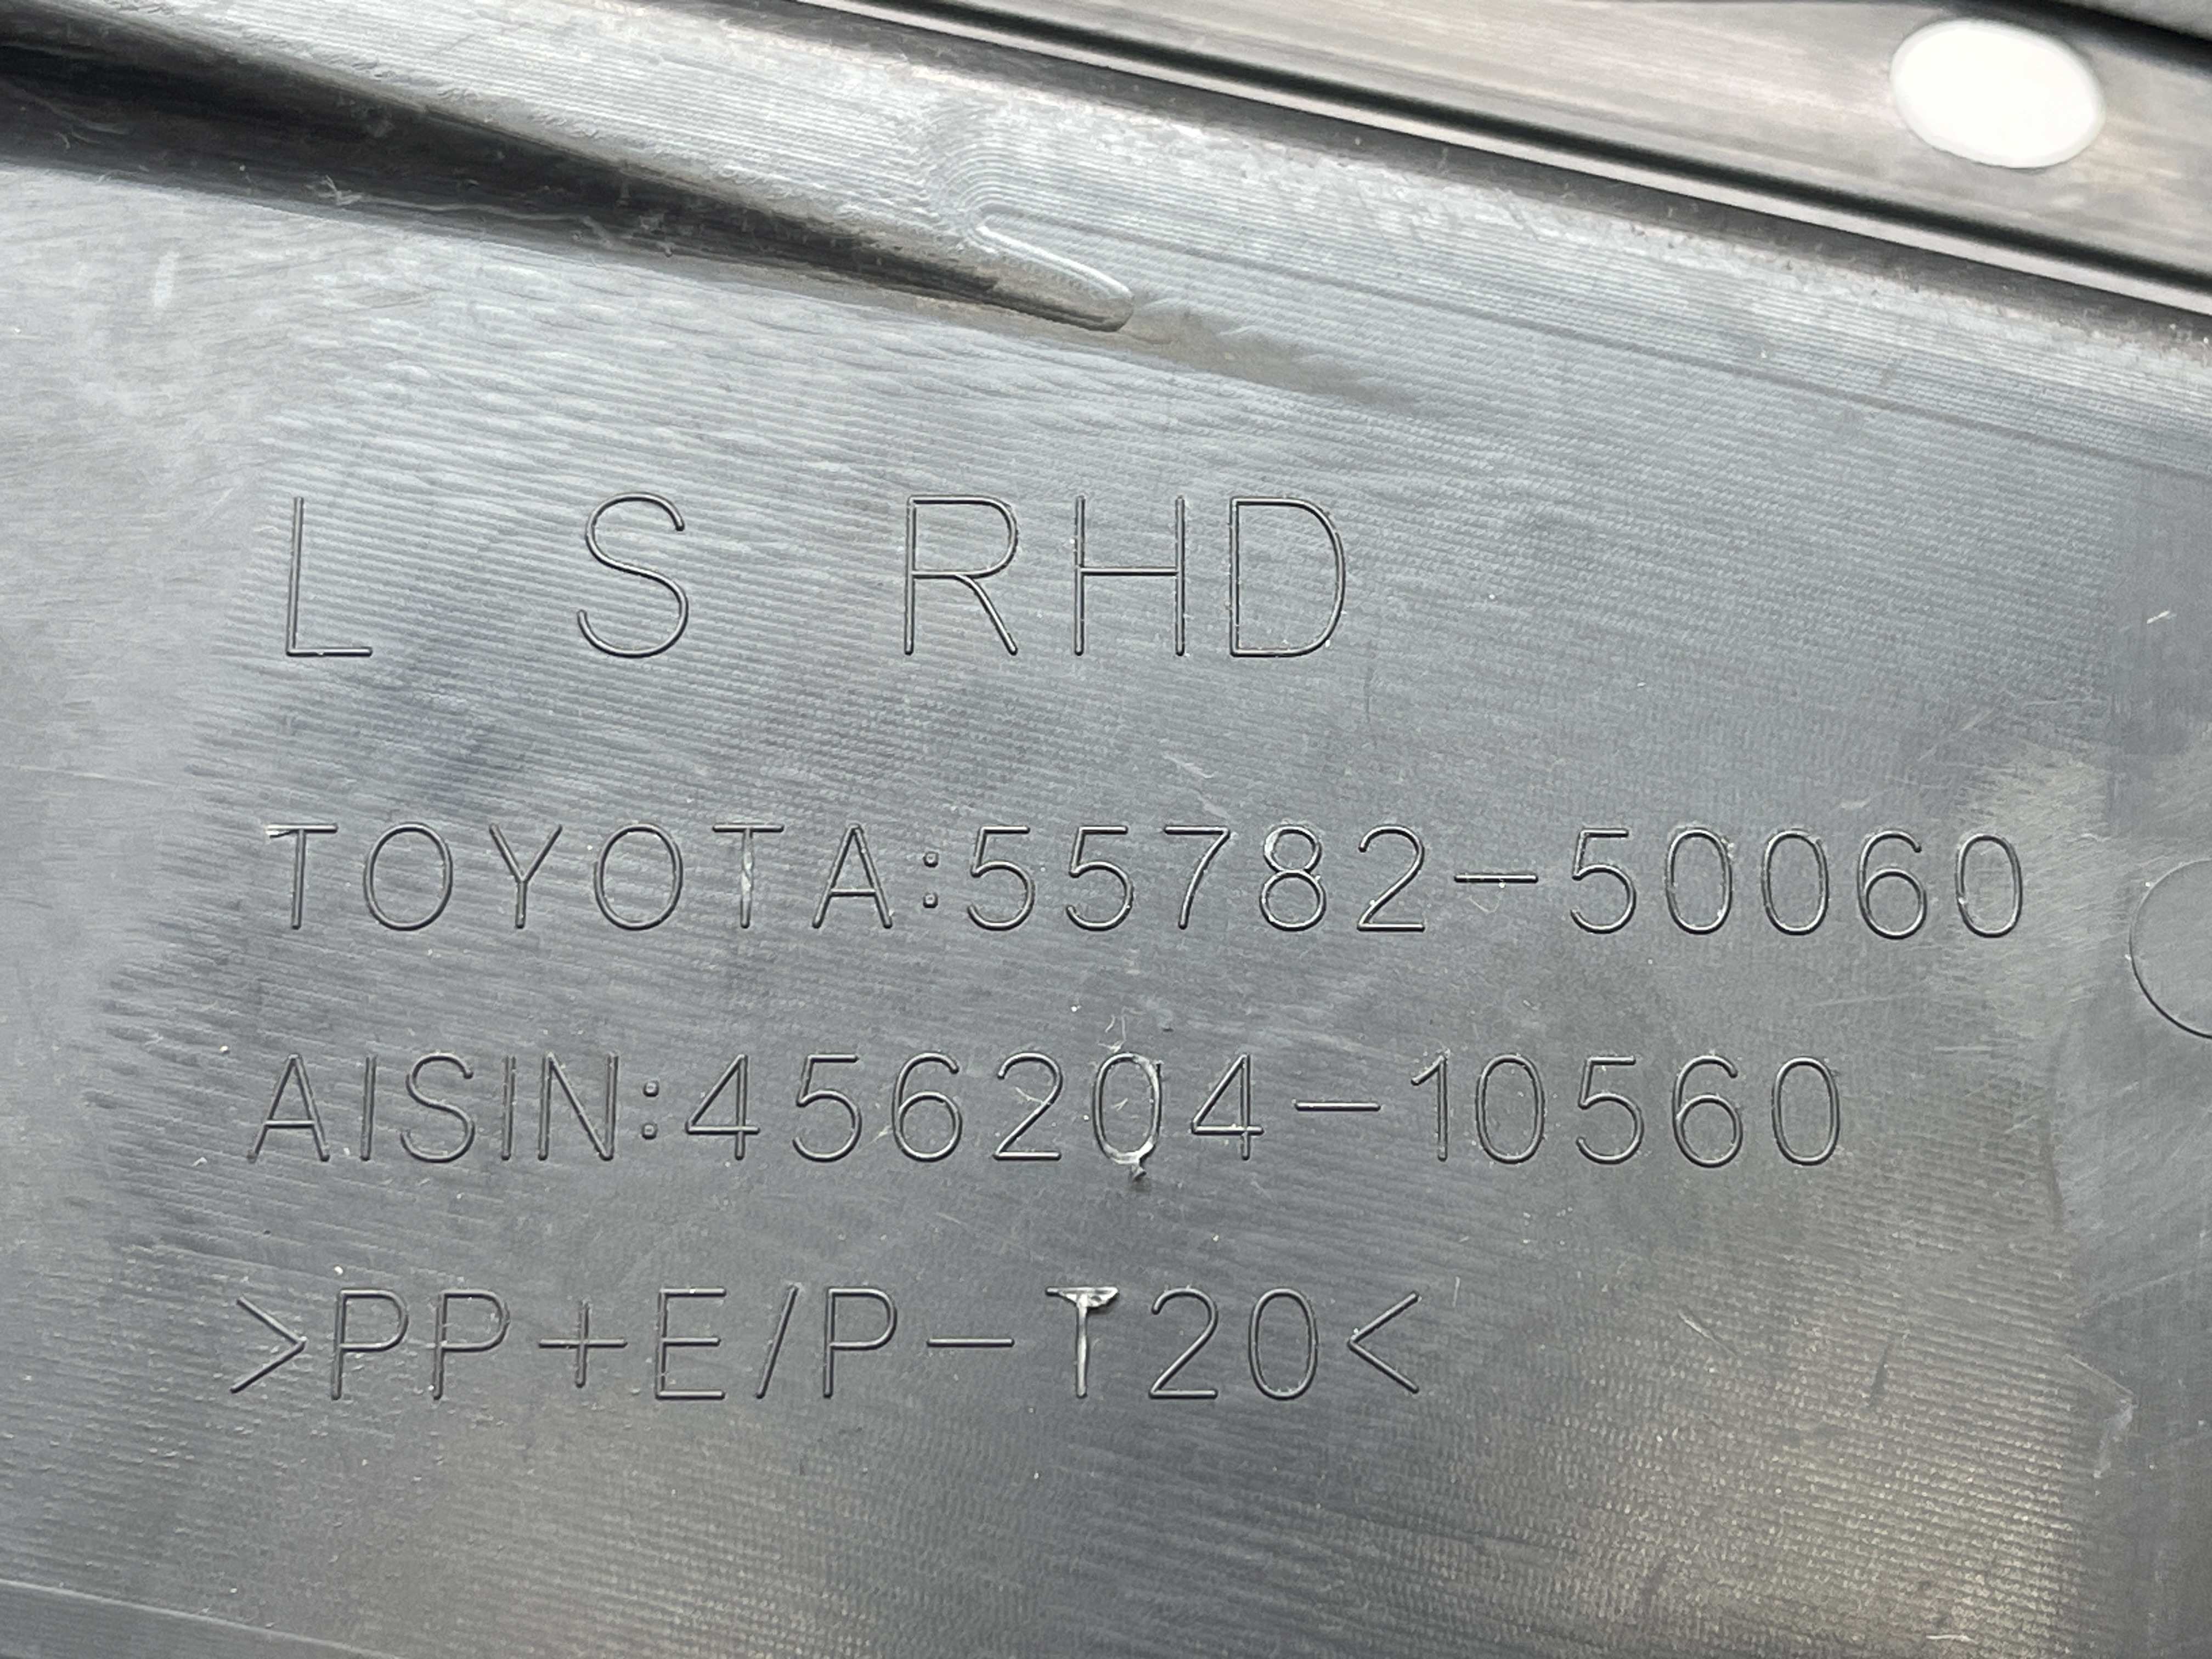 L S RHD
TOYOTA:55782-50060
AISIN:456204-10560
>PP+E/P-T20<